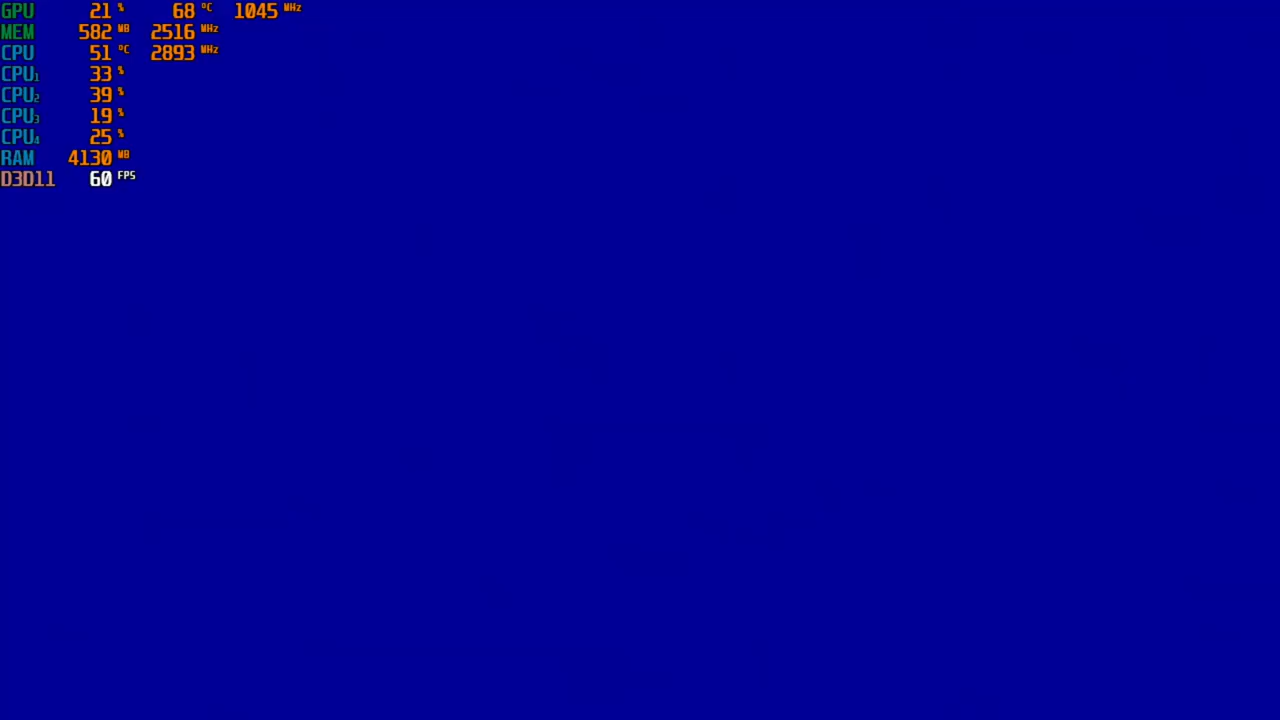 GPU 21 % 68 °C 1045 MHz
MEM 582 MB 2516 MHz
CPU 51 °C 2893 MHz
CPU1 33 %
CPU2 39 %
CPU3 19 %
CPU4 25 %
RAM 4130 MB
D3D11 60 FPS